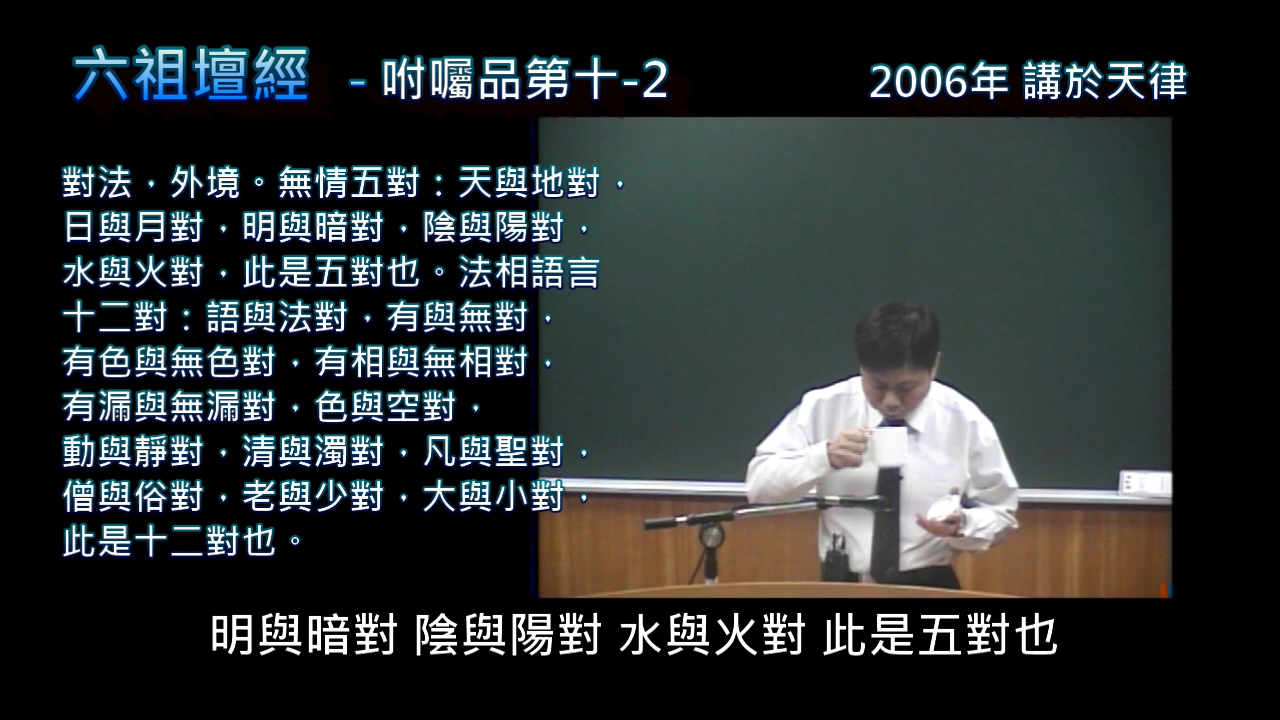 六祖壇經 - 咐囑品第十-2 2006年 講於天律
對法，外境。無情五對：天與地對，
日與月對，明與暗對，陰與陽對，
水與火對，此是五對也。法相語言
十二對：語與法對，有與無對，
有色與無色對，有相與無相對，
有漏與無漏對，色與空對，
動與靜對，清與濁對，凡與聖對，
僧與俗對，老與少對，大與小對，
此是十二對也。
明與暗對 陰與陽對 水與火對 此是五對也